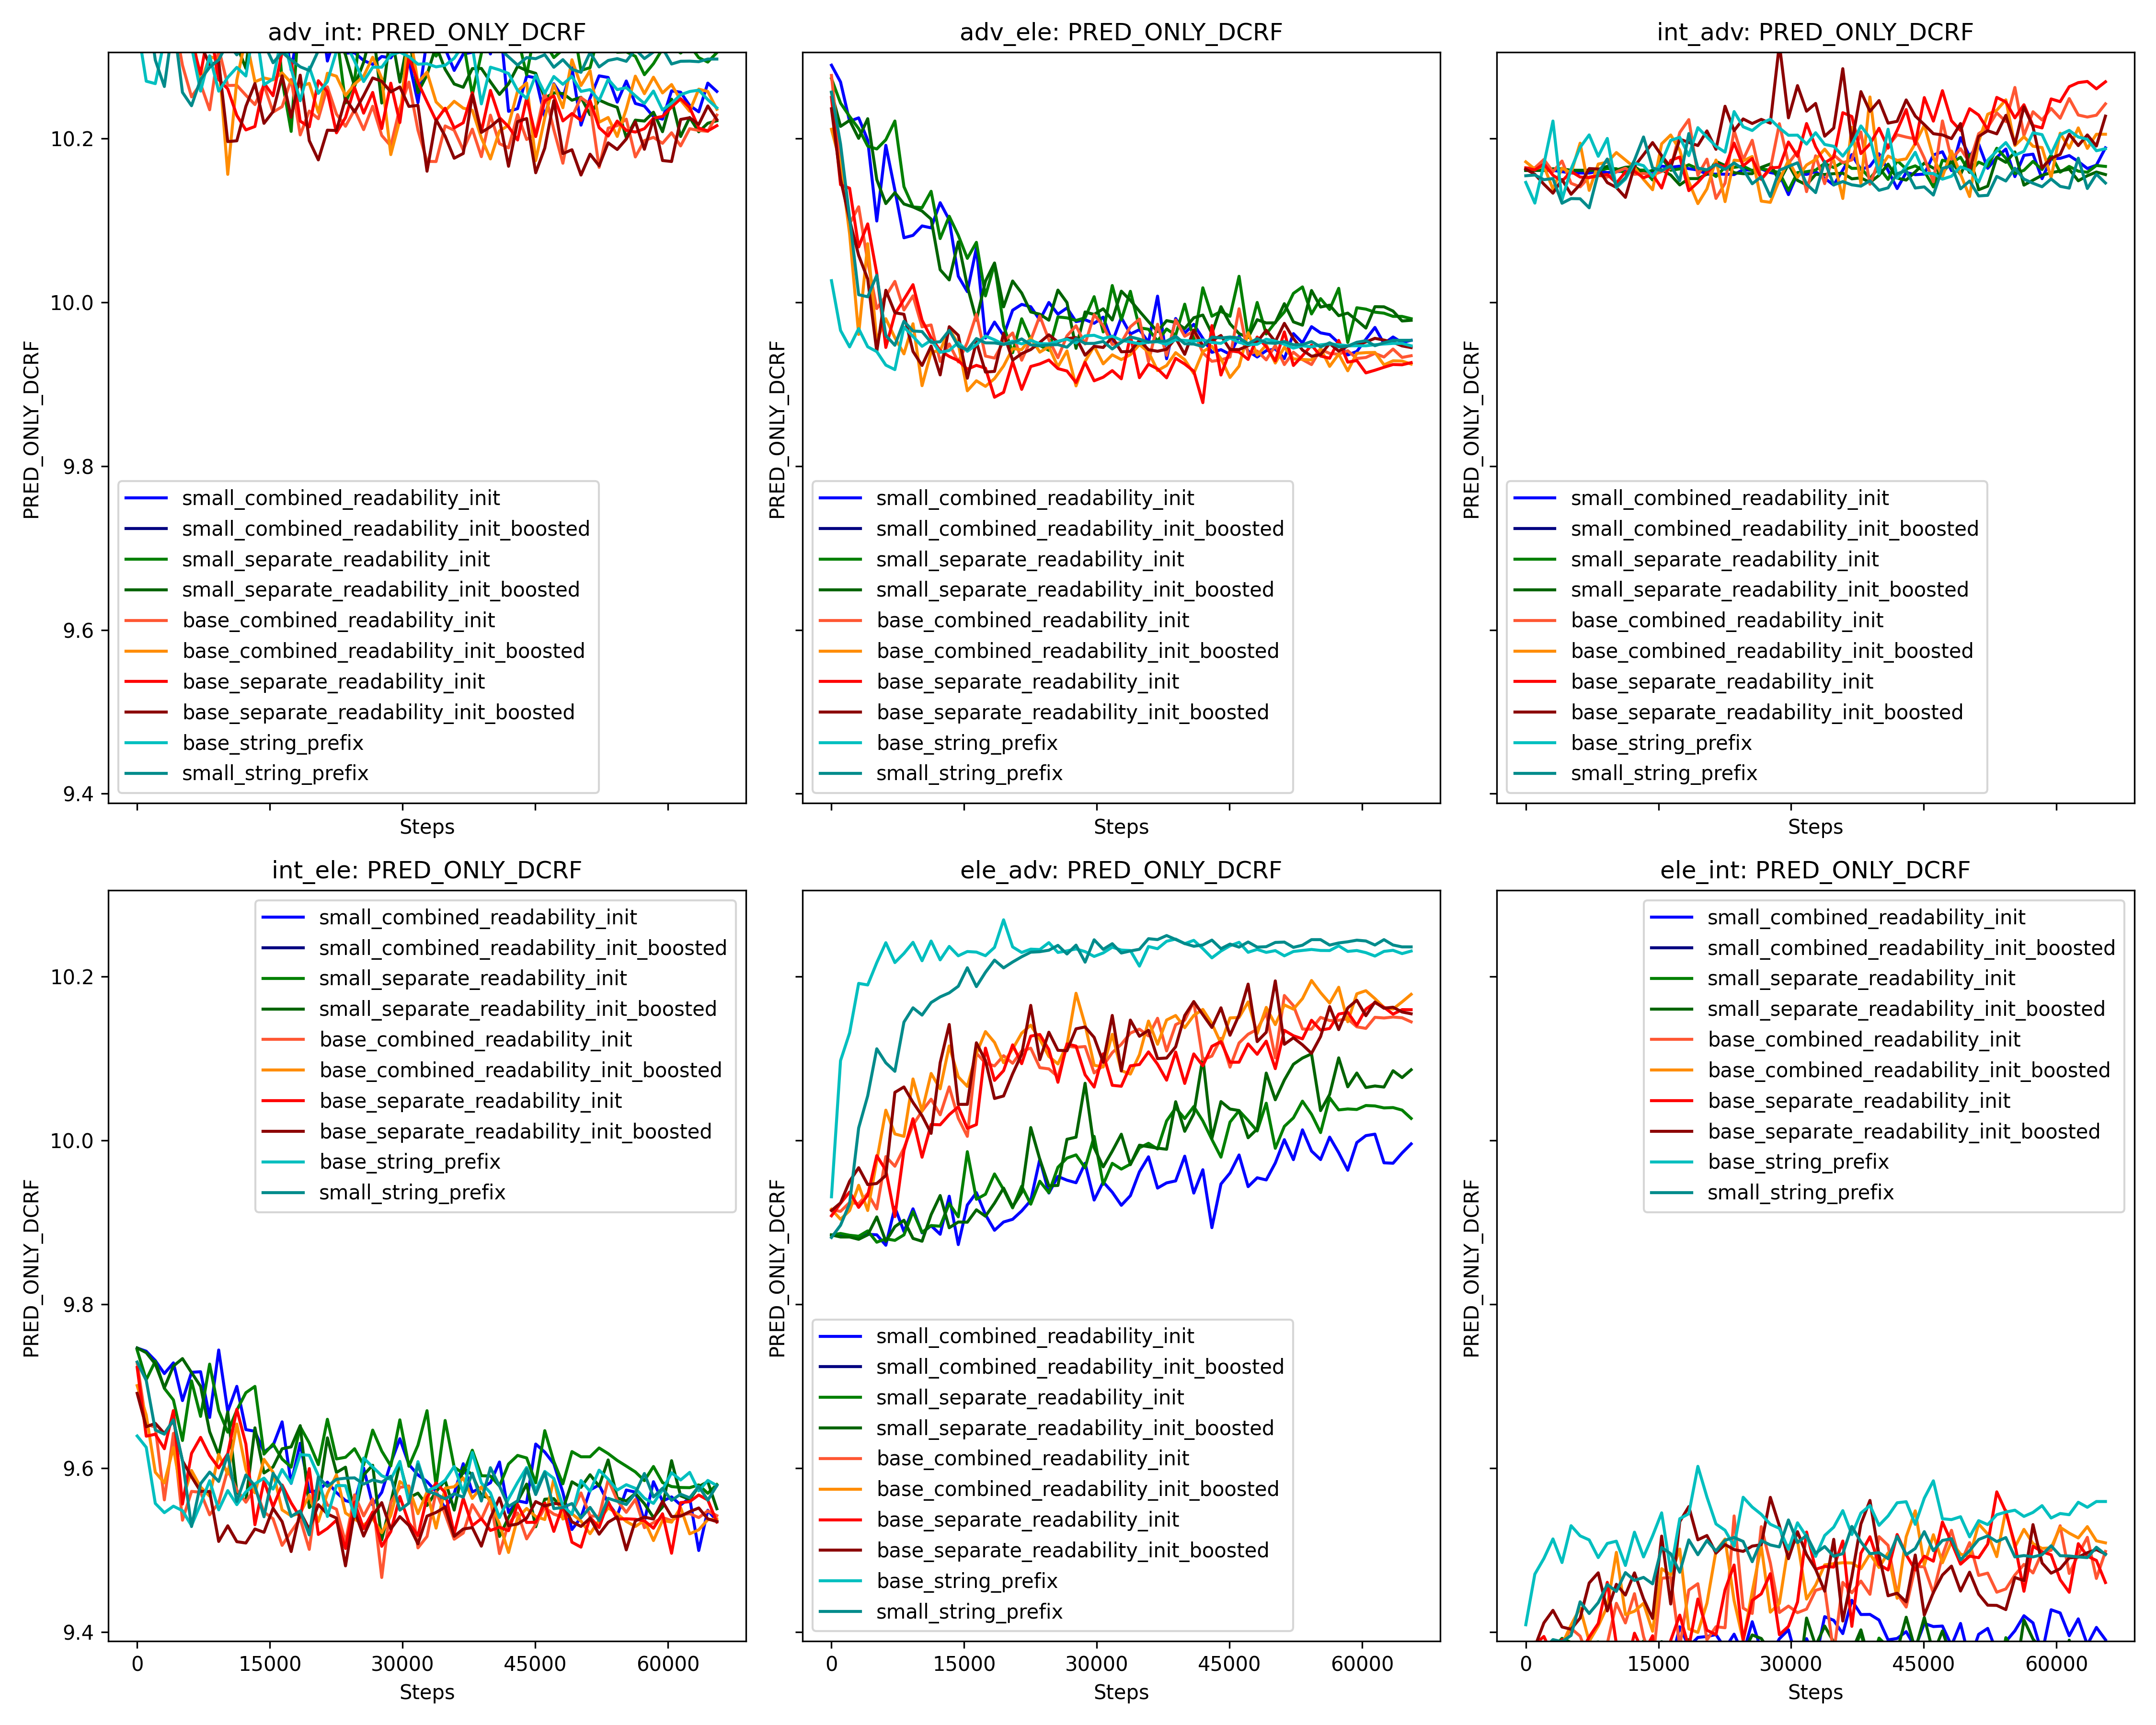 adv_int: PRED_ONLY_DCRF
PRED_ONLY_DCRF
10.2
10.0
9.8
9.6
9.4
small_combined_readability_init
small_combined_readability_init_boosted
small_separate_readability_init
small_separate_readability_init_boosted
base_combined_readability_init
base_combined_readability_init_boosted
base_separate_readability_init
base_separate_readability_init_boosted
base_string_prefix
small_string_prefix
Steps
adv_ele: PRED_ONLY_DCRF
PRED_ONLY_DCRF
small_combined_readability_init
small_combined_readability_init_boosted
small_separate_readability_init
small_separate_readability_init_boosted
base_combined_readability_init
base_combined_readability_init_boosted
base_separate_readability_init
base_separate_readability_init_boosted
base_string_prefix
small_string_prefix
Steps
int_adv: PRED_ONLY_DCRF
PRED_ONLY_DCRF
small_combined_readability_init
small_combined_readability_init_boosted
small_separate_readability_init
small_separate_readability_init_boosted
base_combined_readability_init
base_combined_readability_init_boosted
base_separate_readability_init
base_separate_readability_init_boosted
base_string_prefix
small_string_prefix
Steps
int_ele: PRED_ONLY_DCRF
PRED_ONLY_DCRF
10.2
10.0
9.8
9.6
9.4
small_combined_readability_init
small_combined_readability_init_boosted
small_separate_readability_init
small_separate_readability_init_boosted
base_combined_readability_init
base_combined_readability_init_boosted
base_separate_readability_init
base_separate_readability_init_boosted
base_string_prefix
small_string_prefix
0 15000 30000 45000 60000
Steps
ele_adv: PRED_ONLY_DCRF
PRED_ONLY_DCRF
small_combined_readability_init
small_combined_readability_init_boosted
small_separate_readability_init
small_separate_readability_init_boosted
base_combined_readability_init
base_combined_readability_init_boosted
base_separate_readability_init
base_separate_readability_init_boosted
base_string_prefix
small_string_prefix
0 15000 30000 45000 60000
Steps
ele_int: PRED_ONLY_DCRF
PRED_ONLY_DCRF
small_combined_readability_init
small_combined_readability_init_boosted
small_separate_readability_init
small_separate_readability_init_boosted
base_combined_readability_init
base_combined_readability_init_boosted
base_separate_readability_init
base_separate_readability_init_boosted
base_string_prefix
small_string_prefix
0 15000 30000 45000 60000
Steps